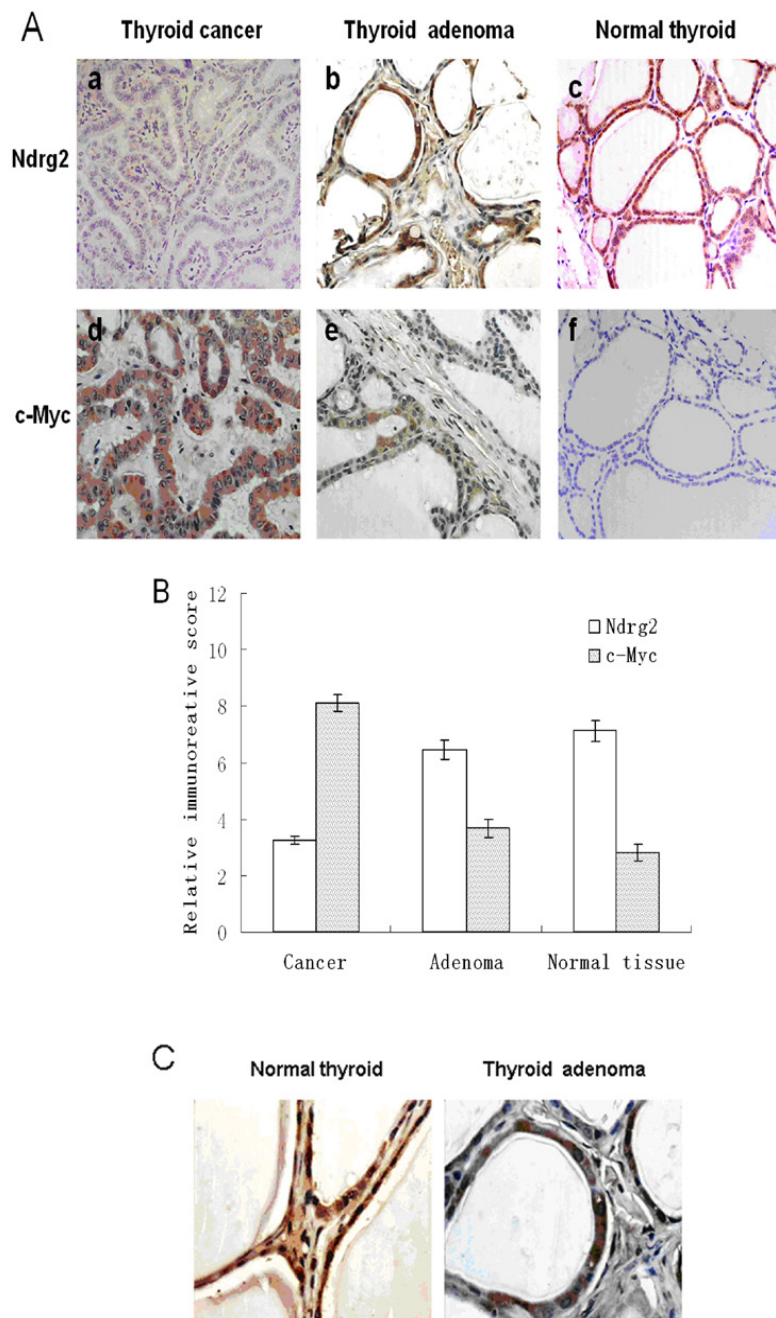 A
Thyroid cancer Thyroid adenoma Normal thyroid
Ndrg2
a b c
c-Myc
d e f
B
Relative immunoreative score
12
10
8
6
4
2
0
Ndrg2
c-Myc
Cancer Adenoma Normal tissue
C
Normal thyroid Thyroid adenoma